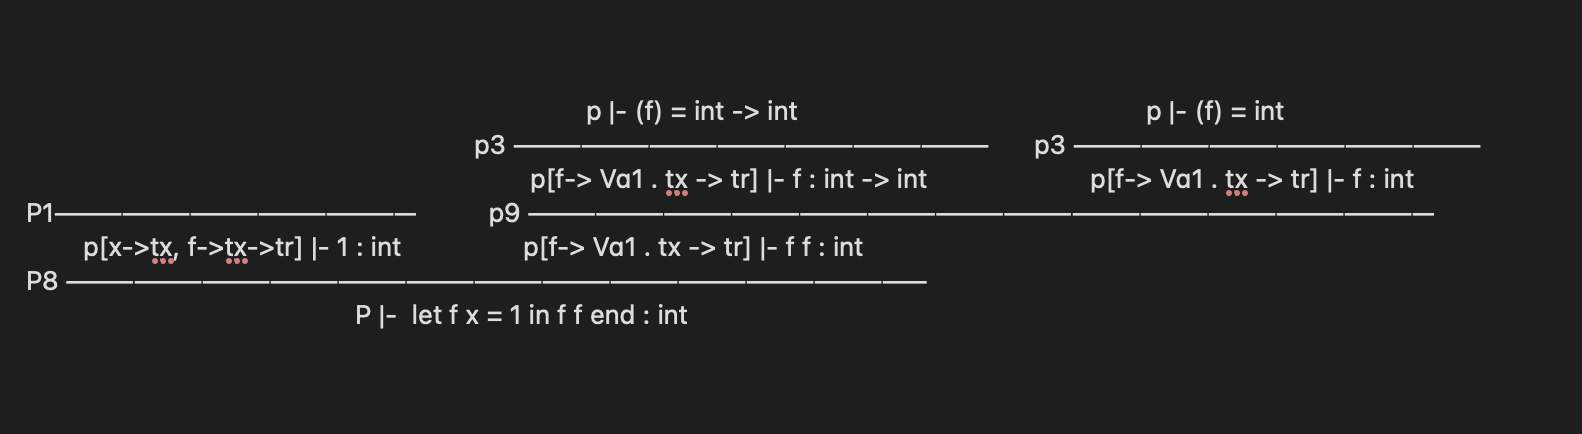 p |- (f) = int -> int p |- (f) = int
p3 —————————————— p3 ————————————
p[f-> Va1 . tx -> tr] |- f : int -> int p[f-> Va1 . tx -> tr] |- f : int
P1——————————— p9 ———————————————————————————
p[x->tx, f->tx->tr] |- 1 : int p[f-> Va1 . tx -> tr] |- f f : int
P8 —————————————————————————
P |- let f x = 1 in f f end : int